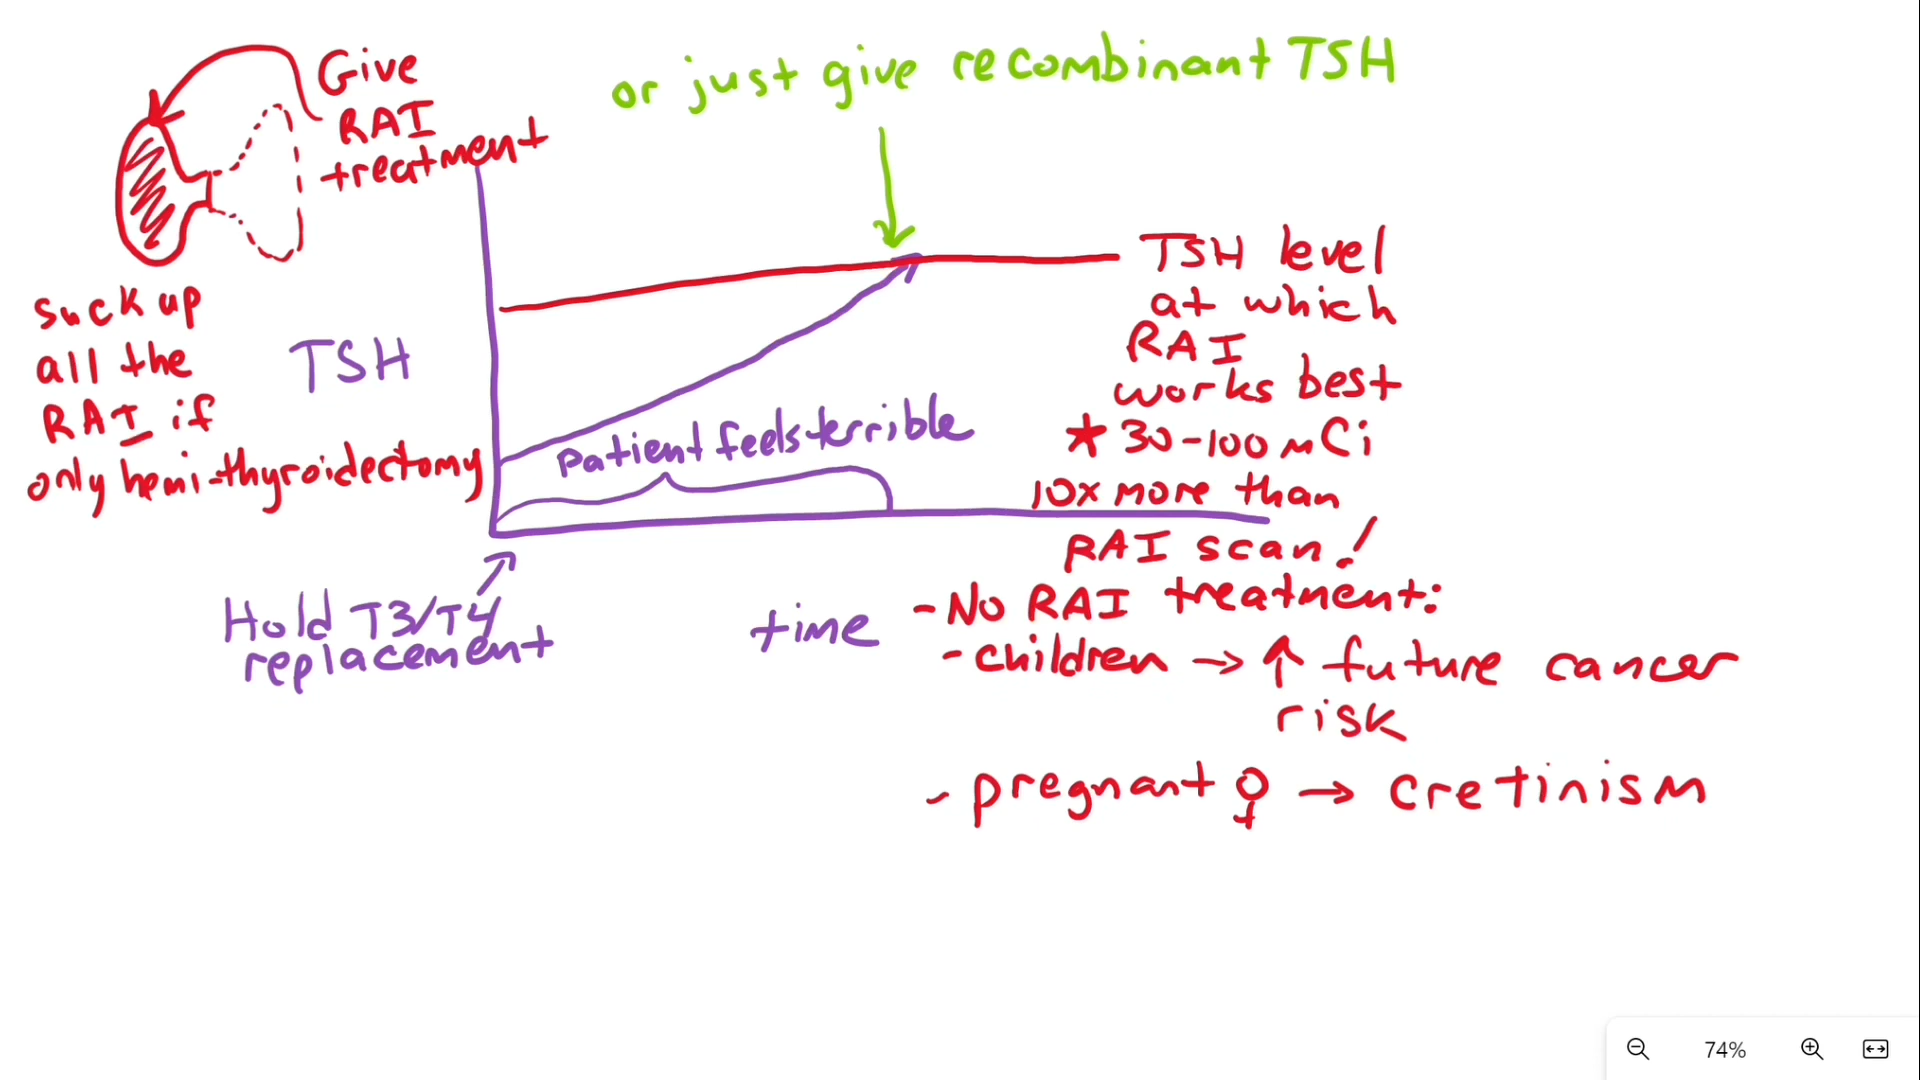 Give
RAI
treatment
or just give recombinant TSH
suck up
all the
RAI if
only hemi-thyroidectomy
TSH
Patient feels terrible
TSH level
at which
RAI
works best
* 30-100 mCi
10x more than
RAI scan!
Hold T3/T4
replacement
time
- No RAI treatment:
- children → ↑ future cancer
risk
- pregnant ♀ → cretinism
74%